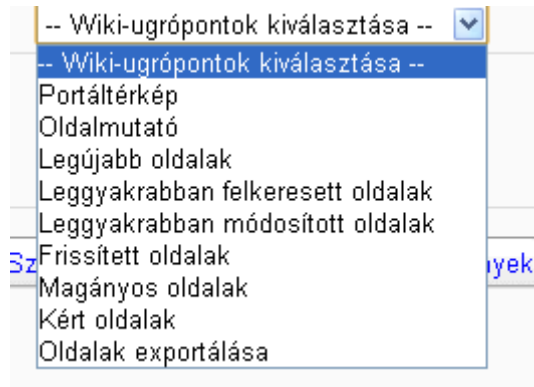 -- Wiki-ugrópontok kiválasztása --
-- Wiki-ugrópontok kiválasztása --
Portáltérkép
Oldalmutató
Legújabb oldalak
Leggyakrabban felkeresett oldalak
Leggyakrabban módosított oldalak
Frissített oldalak
Magányos oldalak
Kért oldalak
Oldalak exportálása